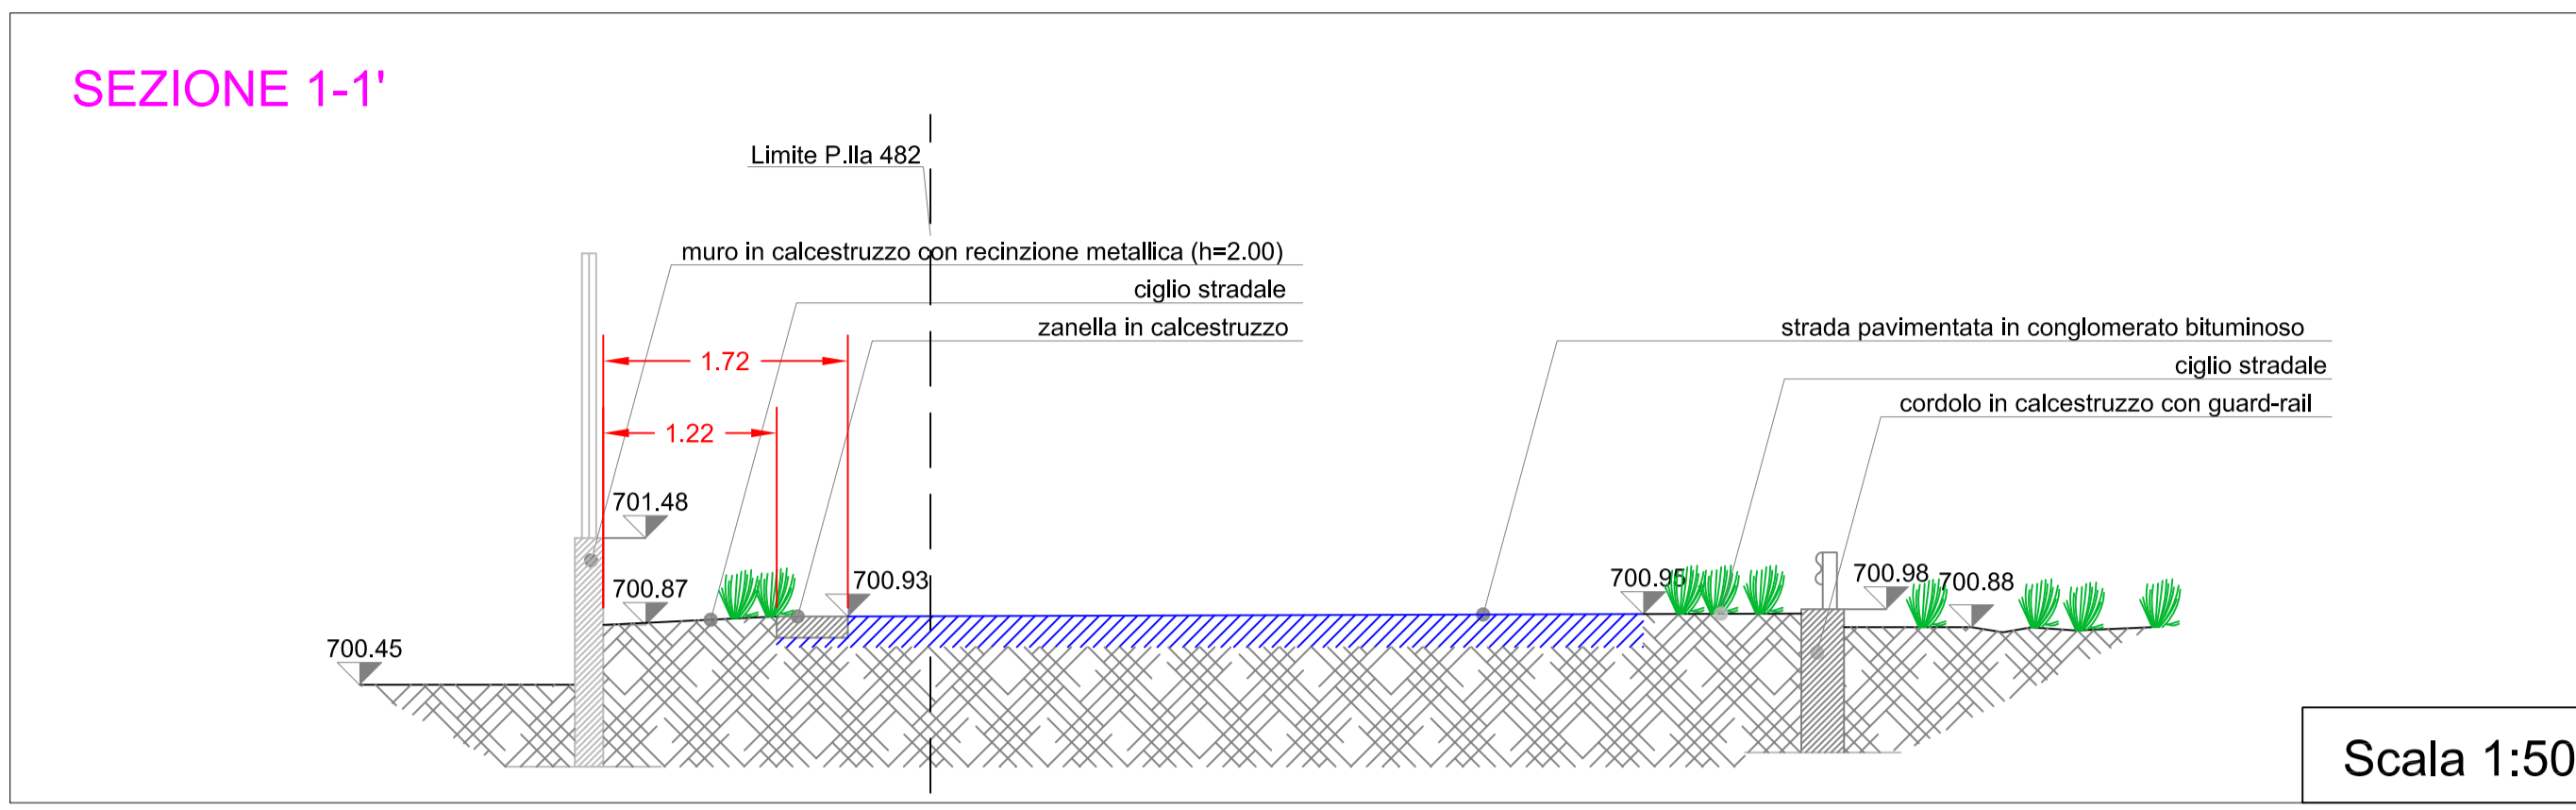 SEZIONE 1-1'
Limite P.lla 482
muro in calcestruzzo con recinzione metallica (h=2.00)
ciglio stradale
zanella in calcestruzzo
strada pavimentata in conglomerato bituminoso
ciglio stradale
cordolo in calcestruzzo con guard-rail
1.72
1.22
701.48
700.87
700.93
700.95
700.98
700.88
700.45
Scala 1:50